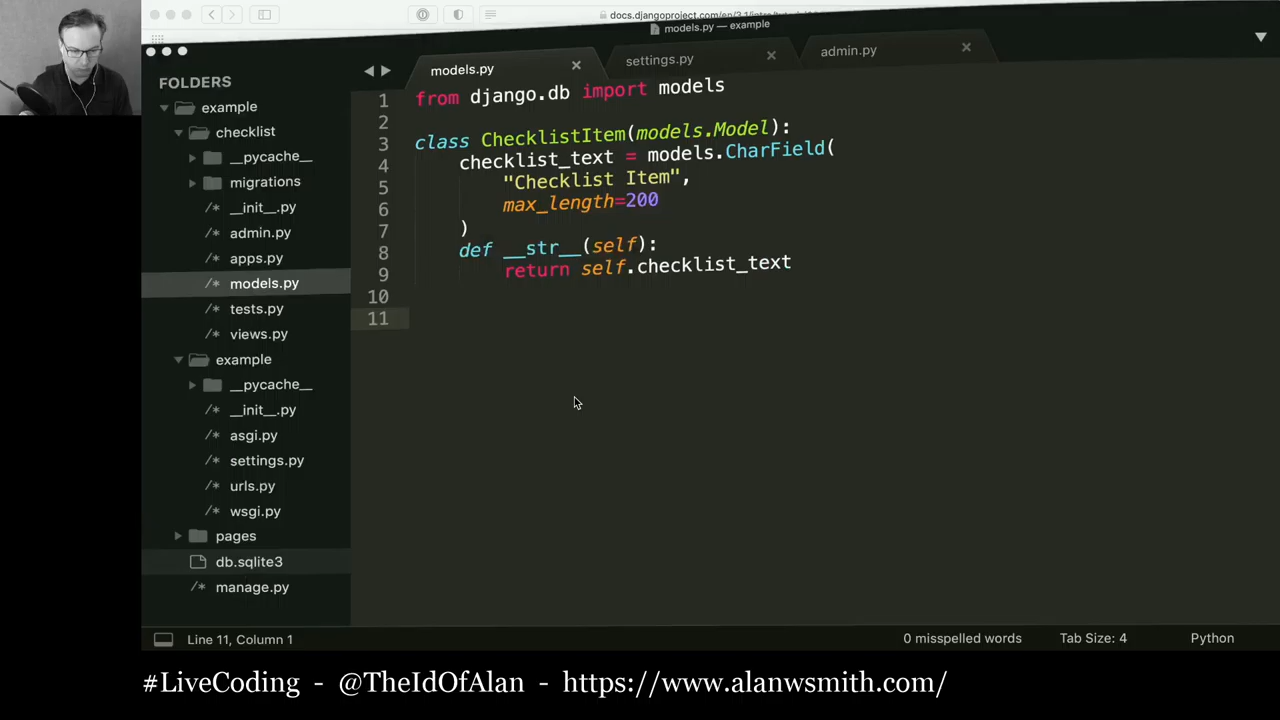 docs.djangoproject.com/en/3.1/intro/tutorial
models.py — example
FOLDERS
example
checklist
__pycache__
migrations
/* __init__.py
/* admin.py
/* apps.py
/* models.py
/* tests.py
/* views.py
example
__pycache__
/* __init__.py
/* asgi.py
/* settings.py
/* urls.py
/* wsgi.py
pages
db.sqlite3
/* manage.py
models.py ×
settings.py ×
admin.py ×
1 from django.db import models
2
3 class ChecklistItem(models.Model):
4 checklist_text = models.CharField(
5 "Checklist Item",
6 max_length=200
7 )
8 def __str__(self):
9 return self.checklist_text
10
11
Line 11, Column 1
0 misspelled words
Tab Size: 4
Python
#LiveCoding - @TheIdOfAlan - https://www.alanwsmith.com/